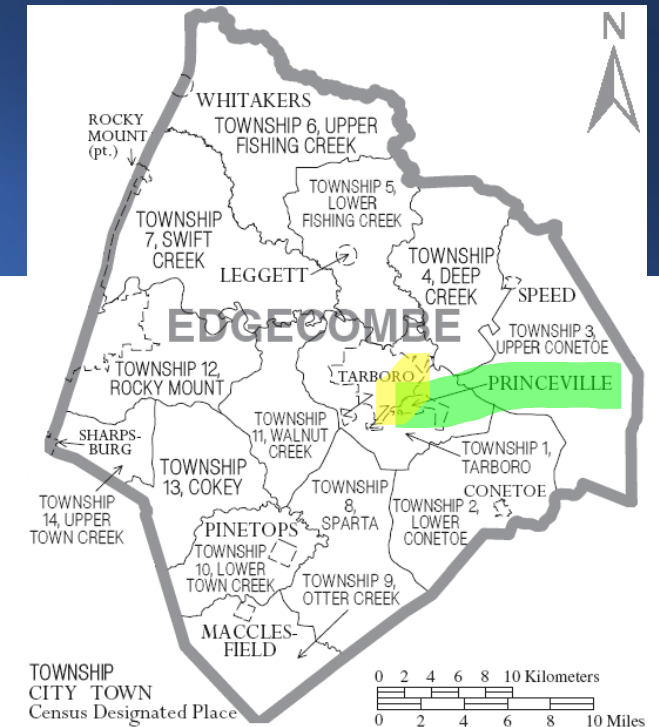 N
WHITAKERS
ROCKY
MOUNT
(pt.)
TOWNSHIP 6, UPPER
FISHING CREEK
TOWNSHIP 5,
LOWER
FISHING CREEK
TOWNSHIP
7, SWIFT
CREEK
TOWNSHIP
4, DEEP
CREEK
LEGGETT
SPEED
EDGECOMBE
TOWNSHIP 3,
UPPER CONETOE
TOWNSHIP 12,
ROCKY MOUNT
TARBORO
PRINCEVILLE
TOWNSHIP
11, WALNUT
CREEK
SHARPS-
BURG
TOWNSHIP 1,
TARBORO
TOWNSHIP
13, COKEY
TOWNSHIP
8,
SPARTA
CONETOE
TOWNSHIP 2,
LOWER
CONETOE
TOWNSHIP
14, UPPER
TOWN CREEK
PINETOPS
TOWNSHIP
10, LOWER
TOWN CREEK
TOWNSHIP 9,
OTTER CREEK
MACCLES-
FIELD
TOWNSHIP
CITY TOWN
Census Designated Place
0 2 4 6 8 10 Kilometers
0 2 4 6 8 10 Miles